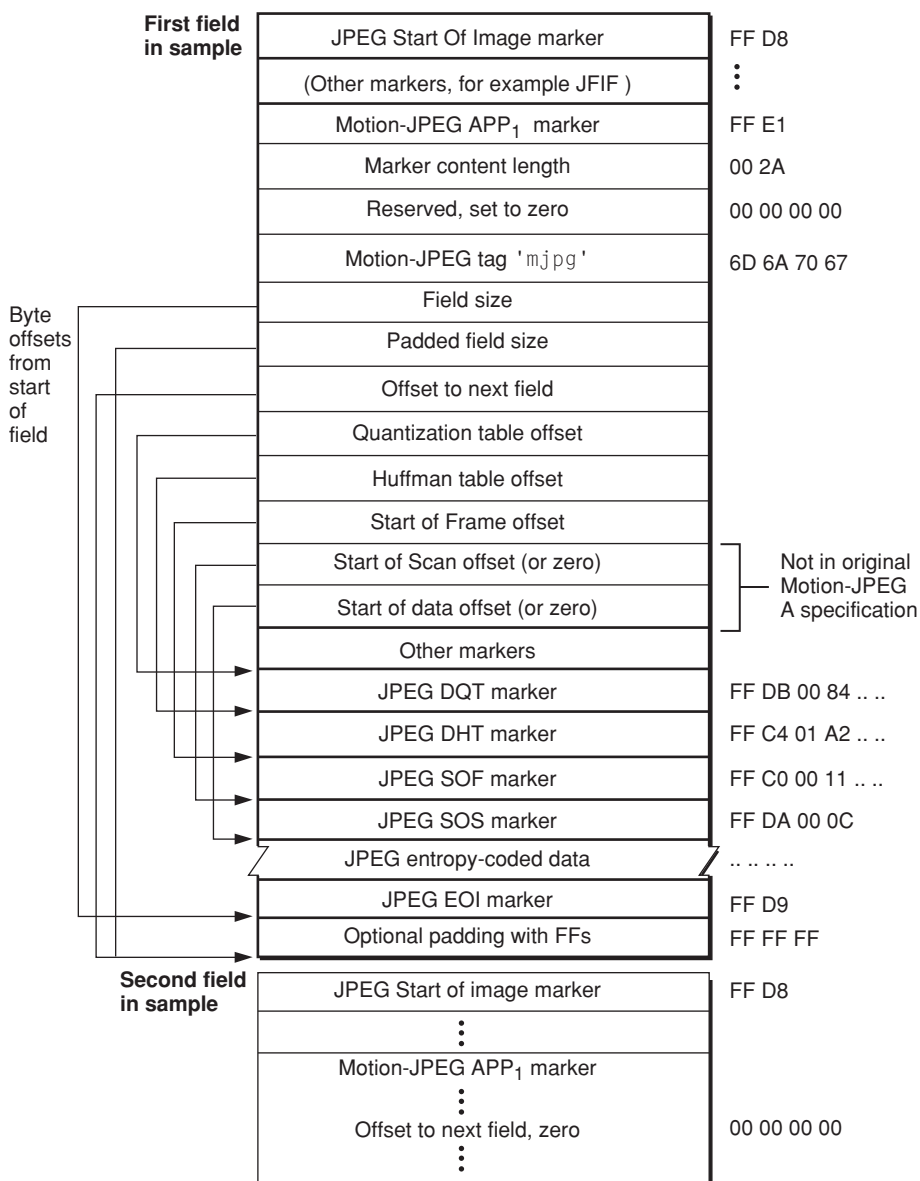 First field
in sample
JPEG Start Of Image marker
FF D8
(Other markers, for example JFIF )
Motion-JPEG APP1 marker
FF E1
Marker content length
00 2A
Reserved, set to zero
00 00 00 00
Motion-JPEG tag 'mjpg'
6D 6A 70 67
Byte
offsets
from
start
of
field
Field size
Padded field size
Offset to next field
Quantization table offset
Huffman table offset
Start of Frame offset
Start of Scan offset (or zero)
Start of data offset (or zero)
Not in original
Motion-JPEG
A specification
Other markers
JPEG DQT marker
FF DB 00 84 .. ..
JPEG DHT marker
FF C4 01 A2 .. ..
JPEG SOF marker
FF C0 00 11 .. ..
JPEG SOS marker
FF DA 00 0C
JPEG entropy-coded data
.. .. .. ..
JPEG EOI marker
FF D9
Optional padding with FFs
FF FF FF
Second field
in sample
JPEG Start of image marker
FF D8
Motion-JPEG APP1 marker
Offset to next field, zero
00 00 00 00